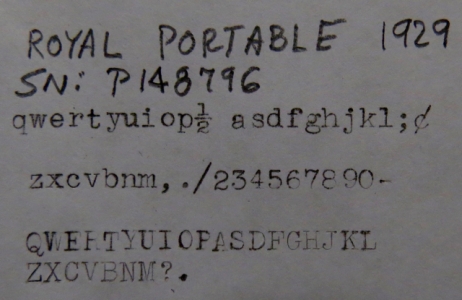 ROYAL PORTABLE 1929
SN: P148796
qwertyuiop½ asdfghjkl;¢
zxcvbnm,./234567890-
QWERTYUIOPASDFGHJKL
ZXCVBNM?.